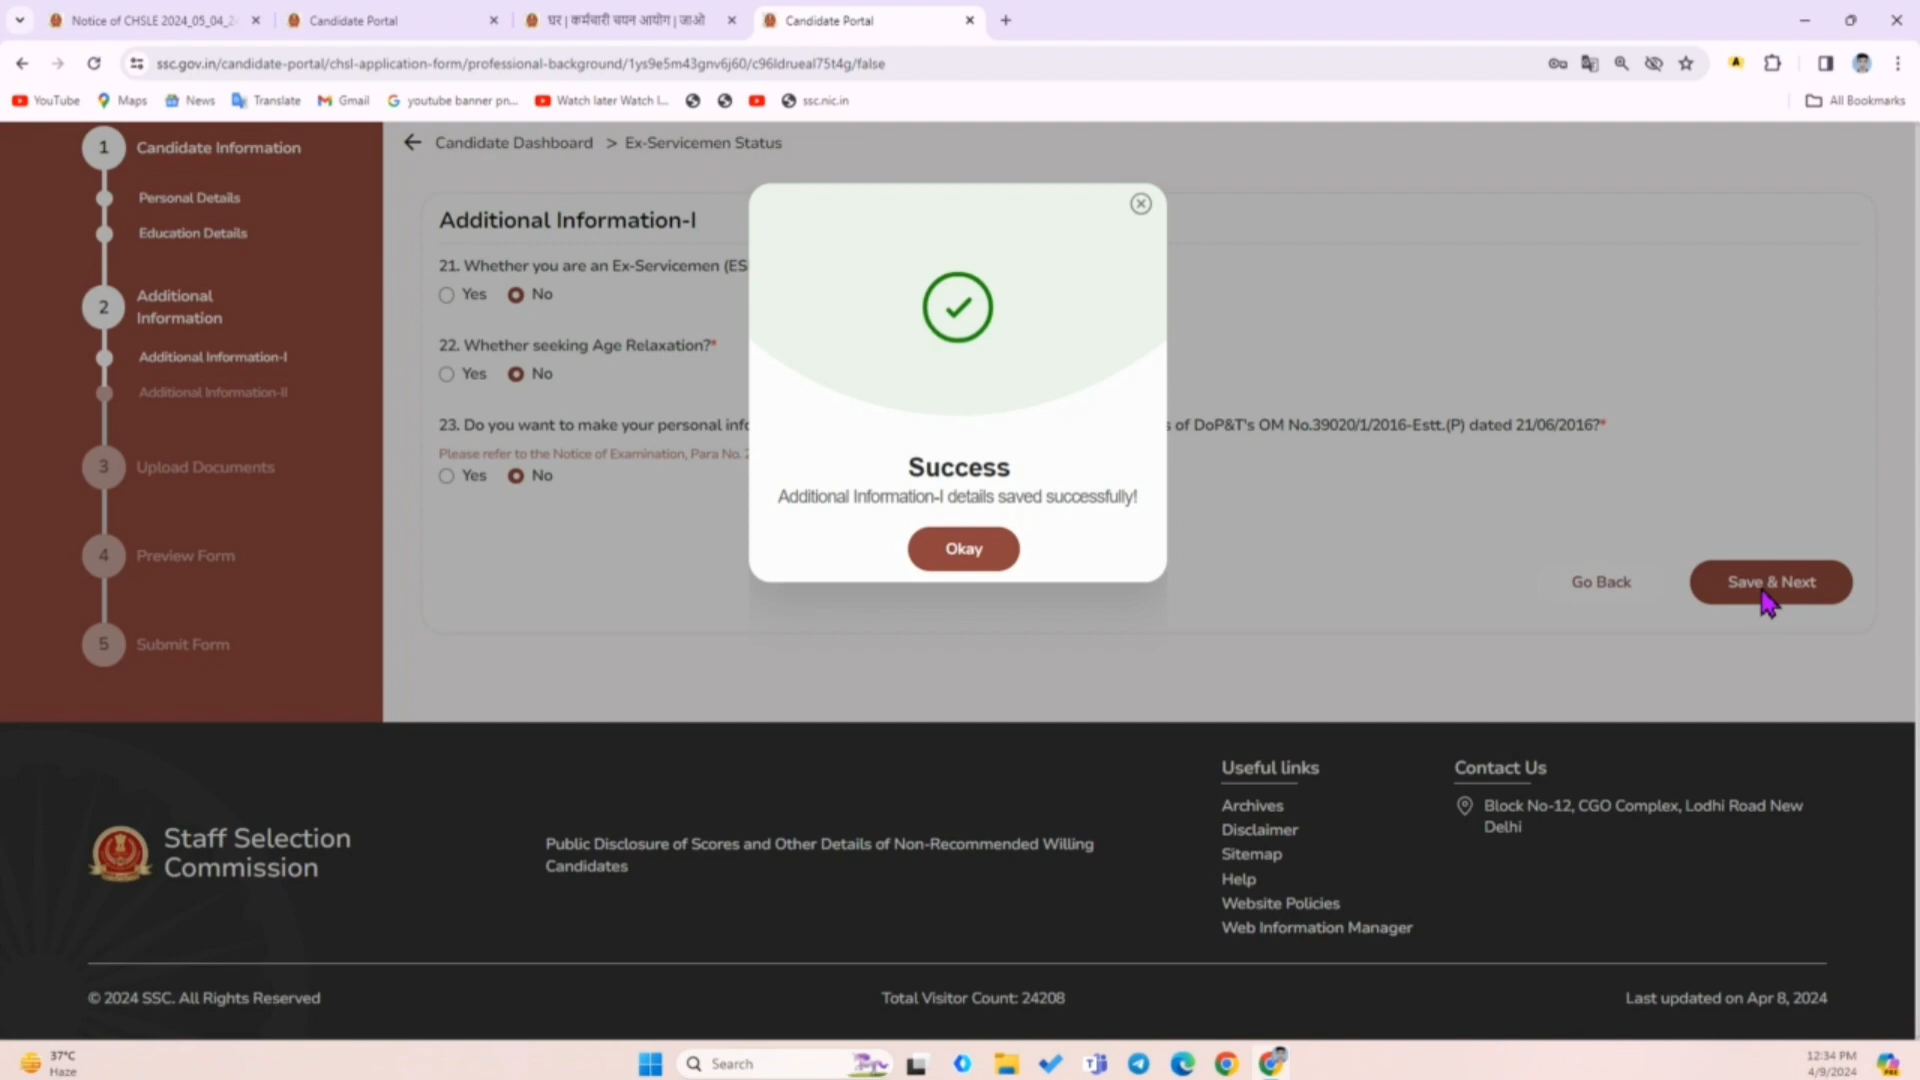 Notice of CHSLE 2024_05_04_2
Candidate Portal
घर | कर्मचारी चयन आयोग | जाओ
Candidate Portal
ssc.gov.in/candidate-portal/chsl-application-form/professional-background/1ys9e5m43gnv6j60/c96ldrueal75t4g/false
YouTube
Maps
News
Translate
Gmail
youtube banner pn...
Watch later Watch l...
ssc.nic.in
All Bookmarks
1 Candidate Information
Personal Details
Education Details
2 Additional
Information
Additional Information-I
Additional Information-II
3 Upload Documents
4 Preview Form
5 Submit Form
Candidate Dashboard > Ex-Servicemen Status
Additional Information-I
21. Whether you are an Ex-Servicemen (ES
Yes No
22. Whether seeking Age Relaxation?*
Yes No
23. Do you want to make your personal info
s of DoP&T's OM No.39020/1/2016-Estt.(P) dated 21/06/2016?*
Please refer to the Notice of Examination, Para No. 2
Yes No
Success
Additional Information-I details saved successfully!
Okay
Go Back
Save & Next
Staff Selection
Commission
Public Disclosure of Scores and Other Details of Non-Recommended Willing
Candidates
Useful links
Archives
Disclaimer
Sitemap
Help
Website Policies
Web Information Manager
Contact Us
Block No-12, CGO Complex, Lodhi Road New
Delhi
© 2024 SSC. All Rights Reserved
Total Visitor Count: 24208
Last updated on Apr 8, 2024
37°C
Haze
Search
12:34 PM
4/9/2024